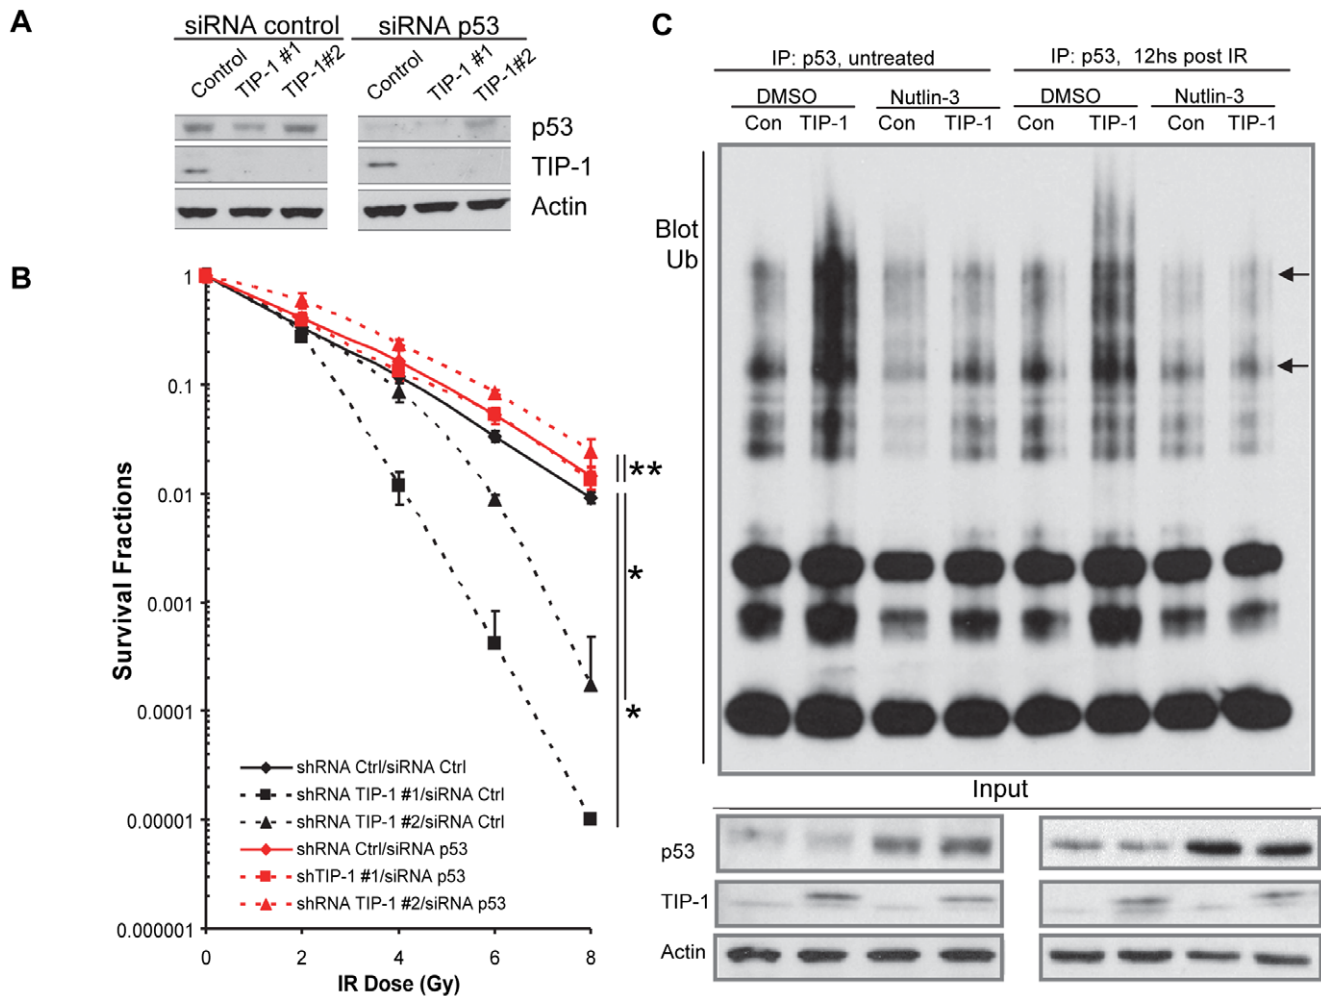 A
siRNA control
siRNA p53
Control
TIP-1 #1
TIP-1#2
Control
TIP-1 #1
TIP-1#2
p53
TIP-1
Actin
B
Survival Fractions
1
0.1
0.01
0.001
0.0001
0.00001
0.000001
**
*
*
shRNA Ctrl/siRNA Ctrl
shRNA TIP-1 #1/siRNA Ctrl
shRNA TIP-1 #2/siRNA Ctrl
shRNA Ctrl/siRNA p53
shTIP-1 #1/siRNA p53
shRNA TIP-1 #2/siRNA p53
0 2 4 6 8
IR Dose (Gy)
C
IP: p53, untreated
IP: p53, 12hs post IR
DMSO Nutlin-3 DMSO Nutlin-3
Con TIP-1 Con TIP-1 Con TIP-1 Con TIP-1
Blot
Ub
Input
p53
TIP-1
Actin